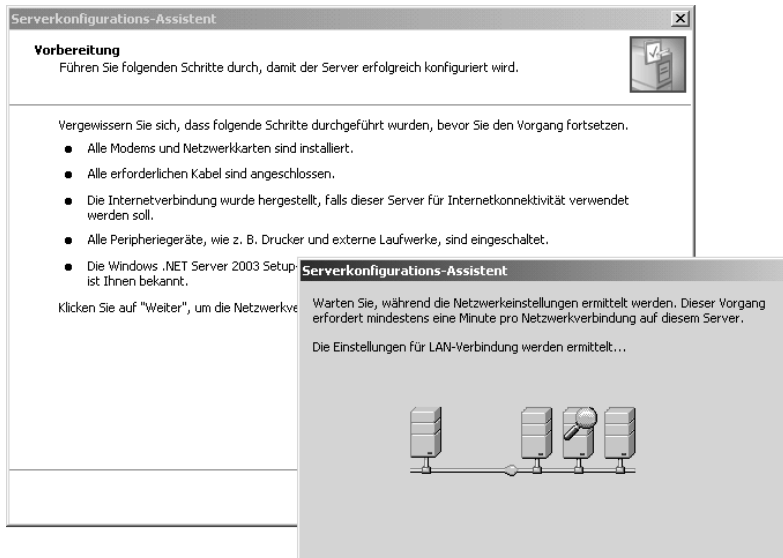 Serverkonfigurations-Assistent
Vorbereitung
Führen Sie folgenden Schritte durch, damit der Server erfolgreich konfiguriert wird.
Vergewissern Sie sich, dass folgende Schritte durchgeführt wurden, bevor Sie den Vorgang fortsetzen.
Alle Modems und Netzwerkkarten sind installiert.
Alle erforderlichen Kabel sind angeschlossen.
Die Internetverbindung wurde hergestellt, falls dieser Server für Internetkonnektivität verwendet
werden soll.
Alle Peripheriegeräte, wie z. B. Drucker und externe Laufwerke, sind eingeschaltet.
Die Windows .NET Server 2003 Setup-
ist Ihnen bekannt.
Klicken Sie auf "Weiter", um die Netzwerkve
Serverkonfigurations-Assistent
Warten Sie, während die Netzwerkeinstellungen ermittelt werden. Dieser Vorgang
erfordert mindestens eine Minute pro Netzwerkverbindung auf diesem Server.
Die Einstellungen für LAN-Verbindung werden ermittelt...